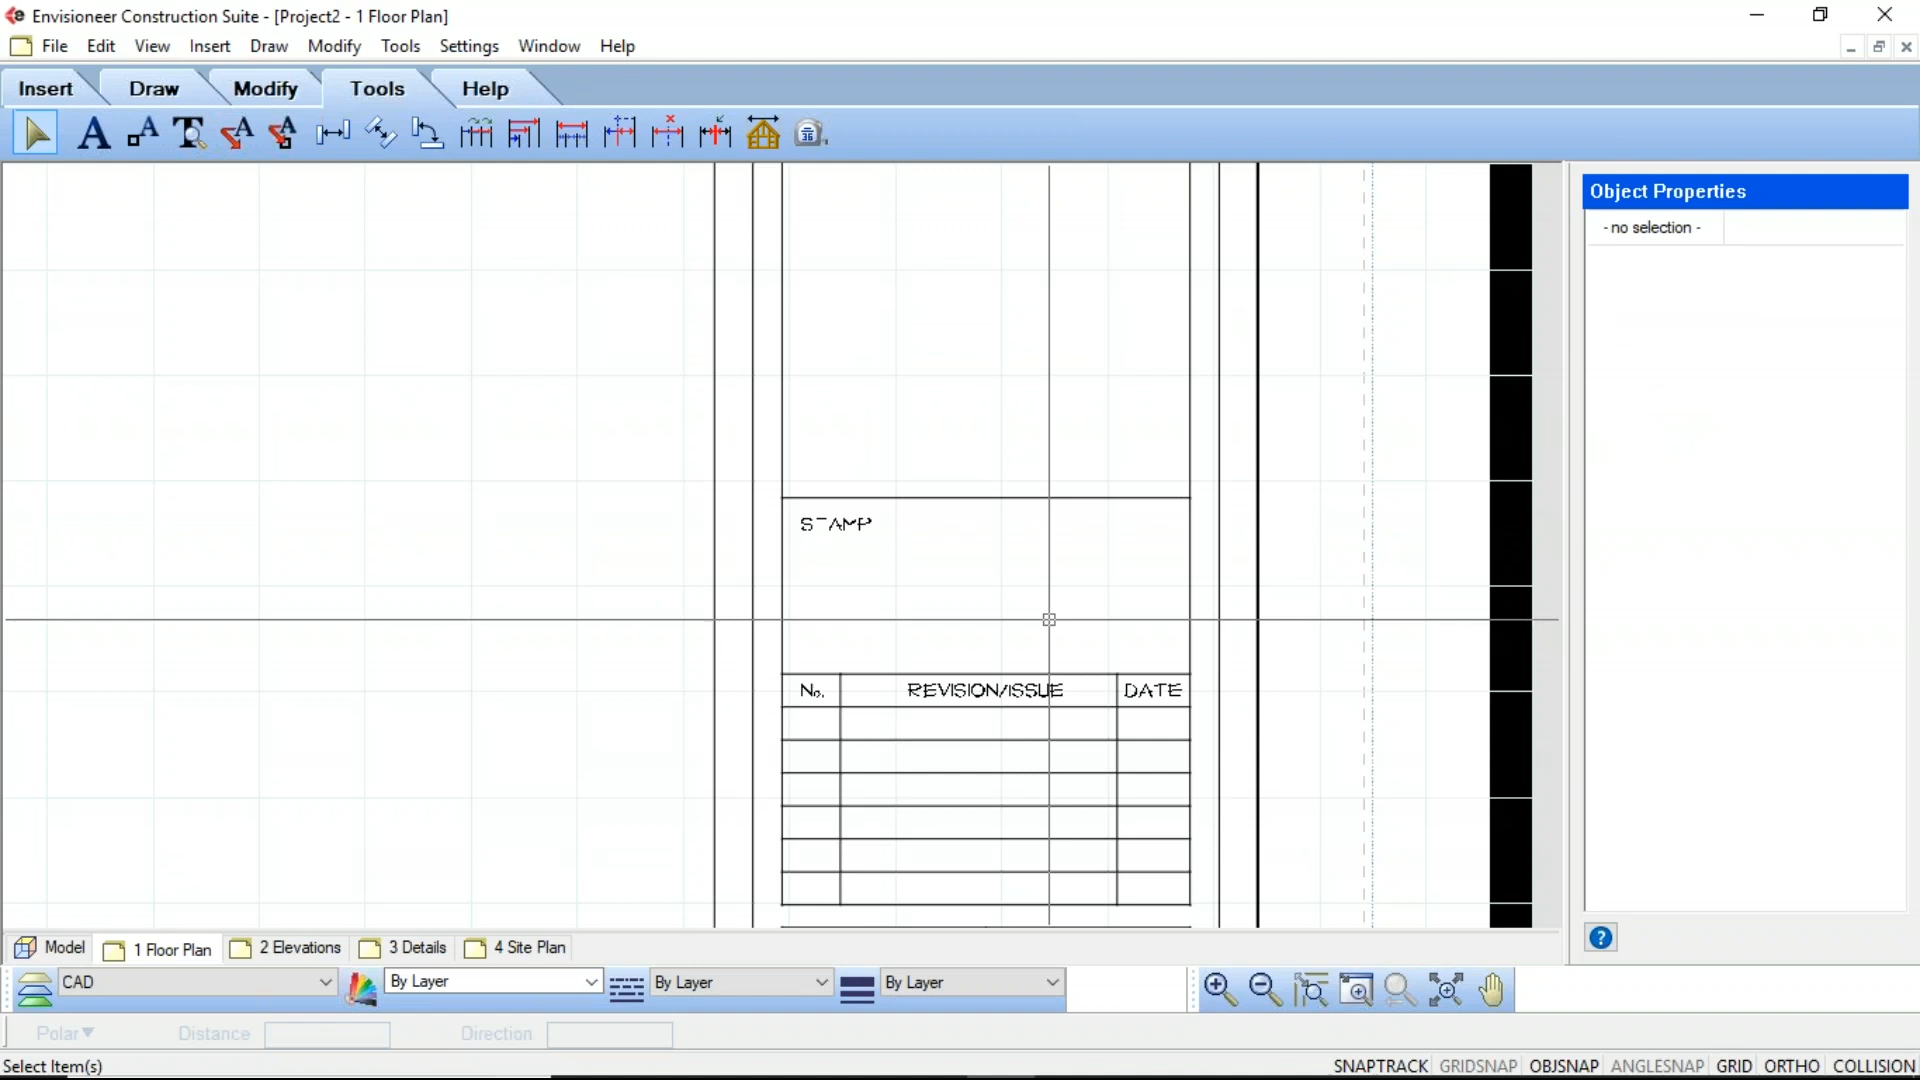 Envisioneer Construction Suite - [Project2 - 1 Floor Plan]
File Edit View Insert Draw Modify Tools Settings Window Help
Insert Draw Modify Tools Help
Object Properties
- no selection -
STAMP
No. REVISION/ISSUE DATE
Model 1 Floor Plan 2 Elevations 3 Details 4 Site Plan
CAD By Layer By Layer By Layer
Polar Distance Direction
Select Item(s) SNAPTRACK GRIDSNAP OBJSNAP ANGLESNAP GRID ORTHO COLLISION